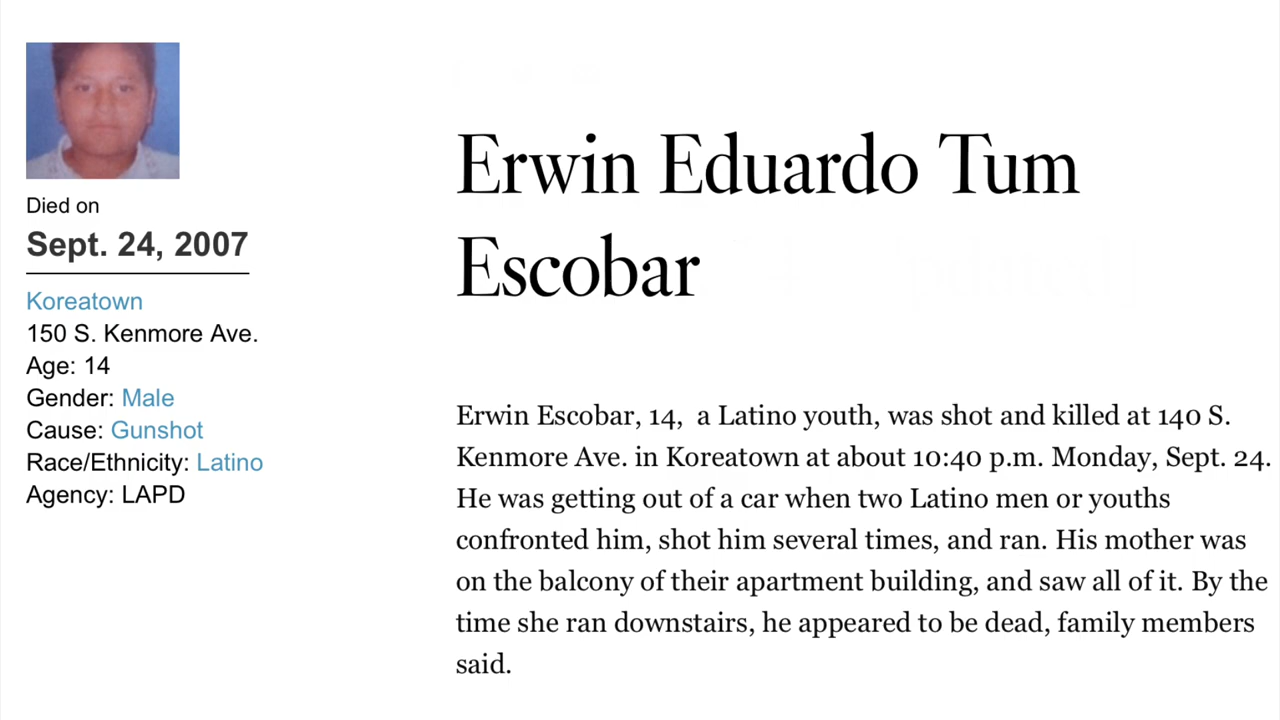 Died on
Sept. 24, 2007
Koreatown
150 S. Kenmore Ave.
Age: 14
Gender: Male
Cause: Gunshot
Race/Ethnicity: Latino
Agency: LAPD
Erwin Eduardo Tum
Escobar
Erwin Escobar, 14,  a Latino youth, was shot and killed at 140 S.
Kenmore Ave. in Koreatown at about 10:40 p.m. Monday, Sept. 24.
He was getting out of a car when two Latino men or youths
confronted him, shot him several times, and ran. His mother was
on the balcony of their apartment building, and saw all of it. By the
time she ran downstairs, he appeared to be dead, family members
said.